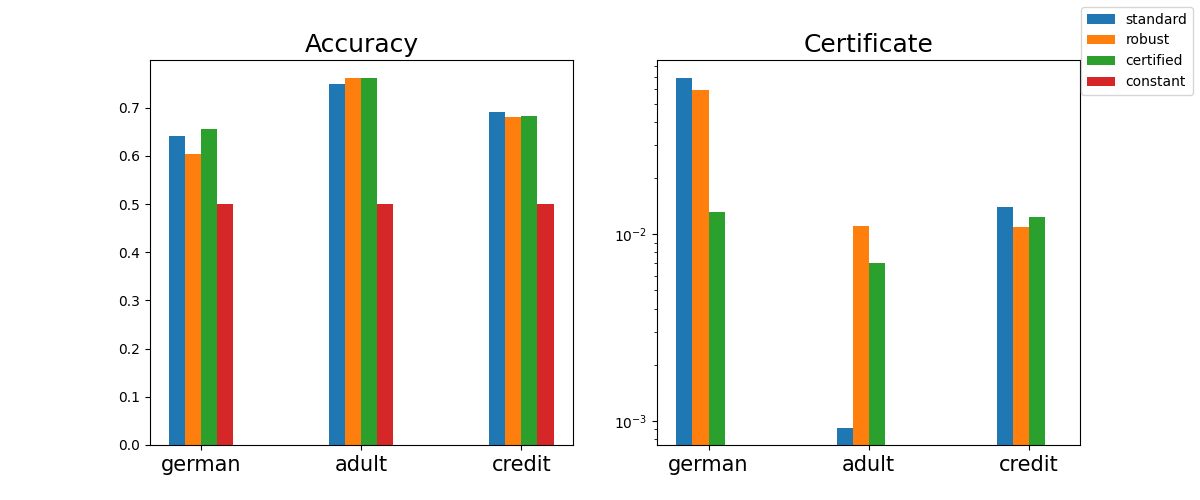 Accuracy
0.7
0.6
0.5
0.4
0.3
0.2
0.1
0.0
german adult credit
Certificate
10⁻²
10⁻³
german adult credit
standard
robust
certified
constant